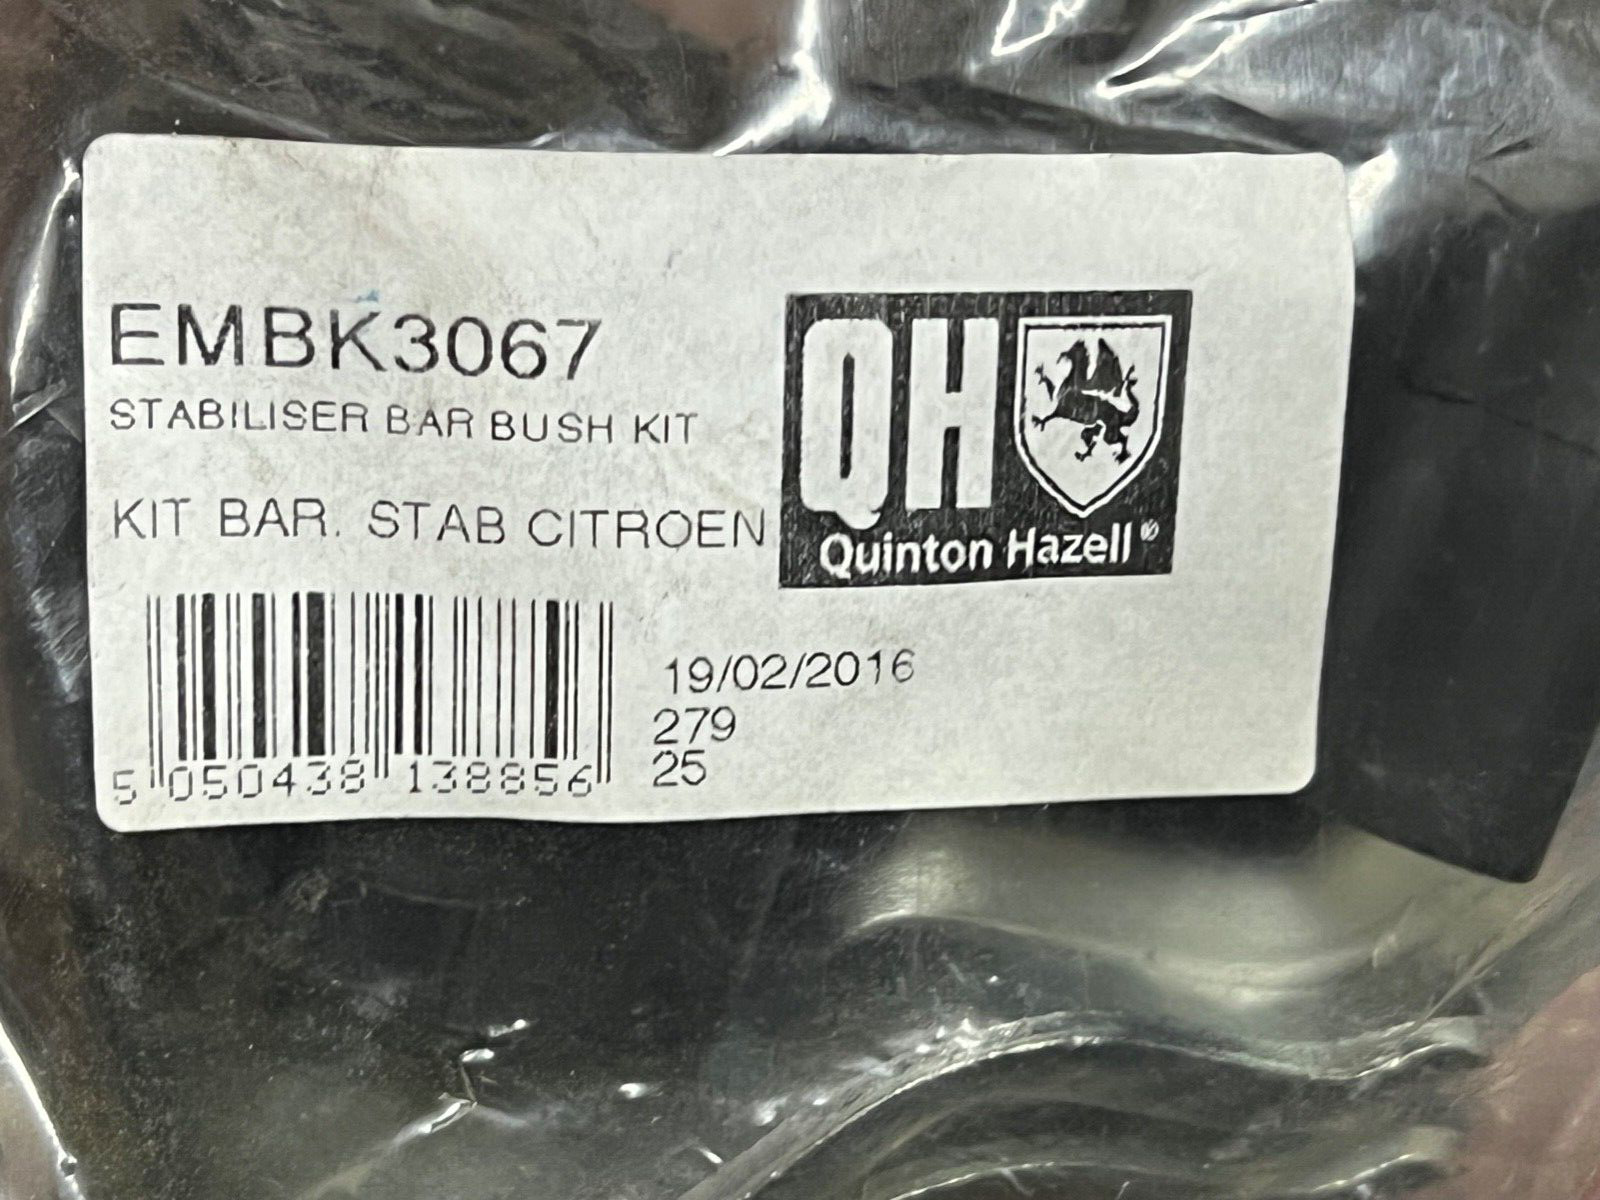 EMBK3067
STABILISER BAR BUSH KIT
KIT BAR. STAB CITROEN
QH
Quinton Hazell®
19/02/2016
279
25
5 050438 138856